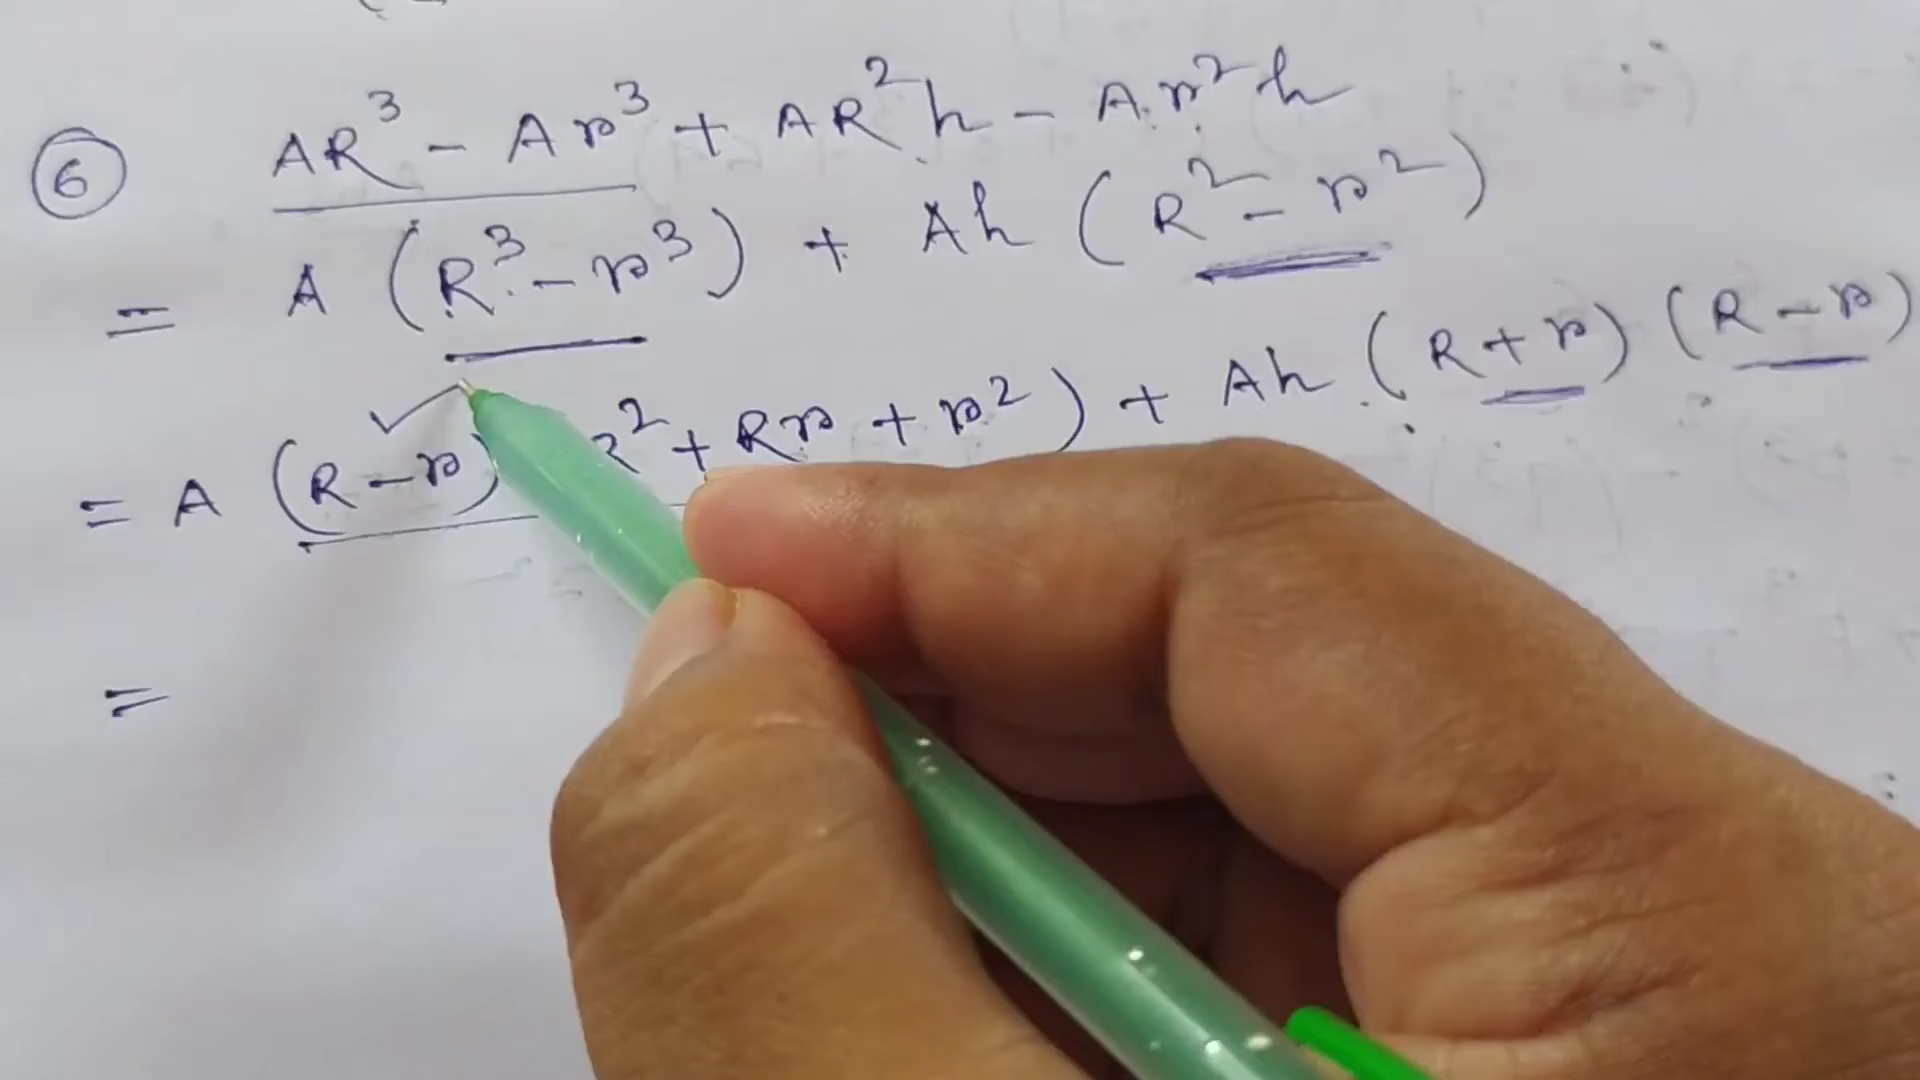 ⑥ AR³ - Ar³ + AR²h - Ar²h
= A (R³ - r³) + Ah (R² - r²)
= A (R - r) R² + Rr + r²) + Ah (R + r) (R - r)
=